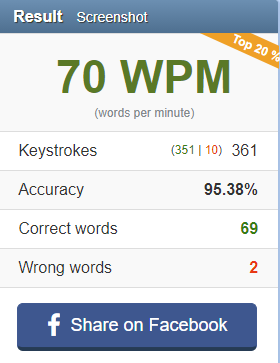 Result Screenshot
Top 20 %
70 WPM
(words per minute)
Keystrokes (351 | 10) 361
Accuracy 95.38%
Correct words 69
Wrong words 2
Share on Facebook